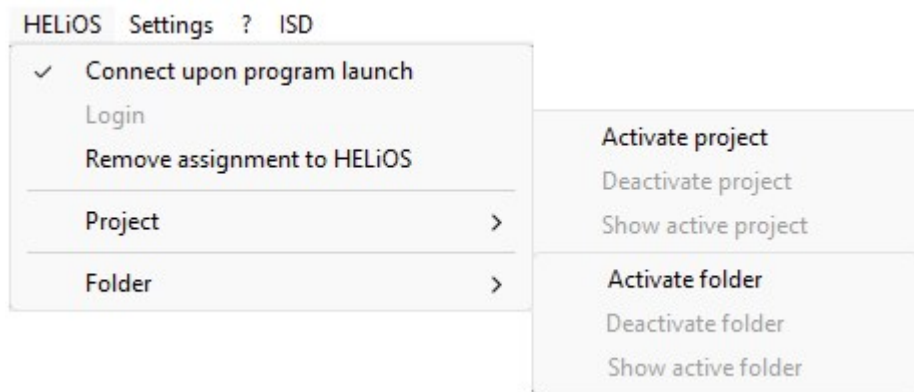 HELiOS Settings ? ISD
Connect upon program launch
Login
Remove assignment to HELiOS
Project
Activate project
Deactivate project
Show active project
Folder
Activate folder
Deactivate folder
Show active folder